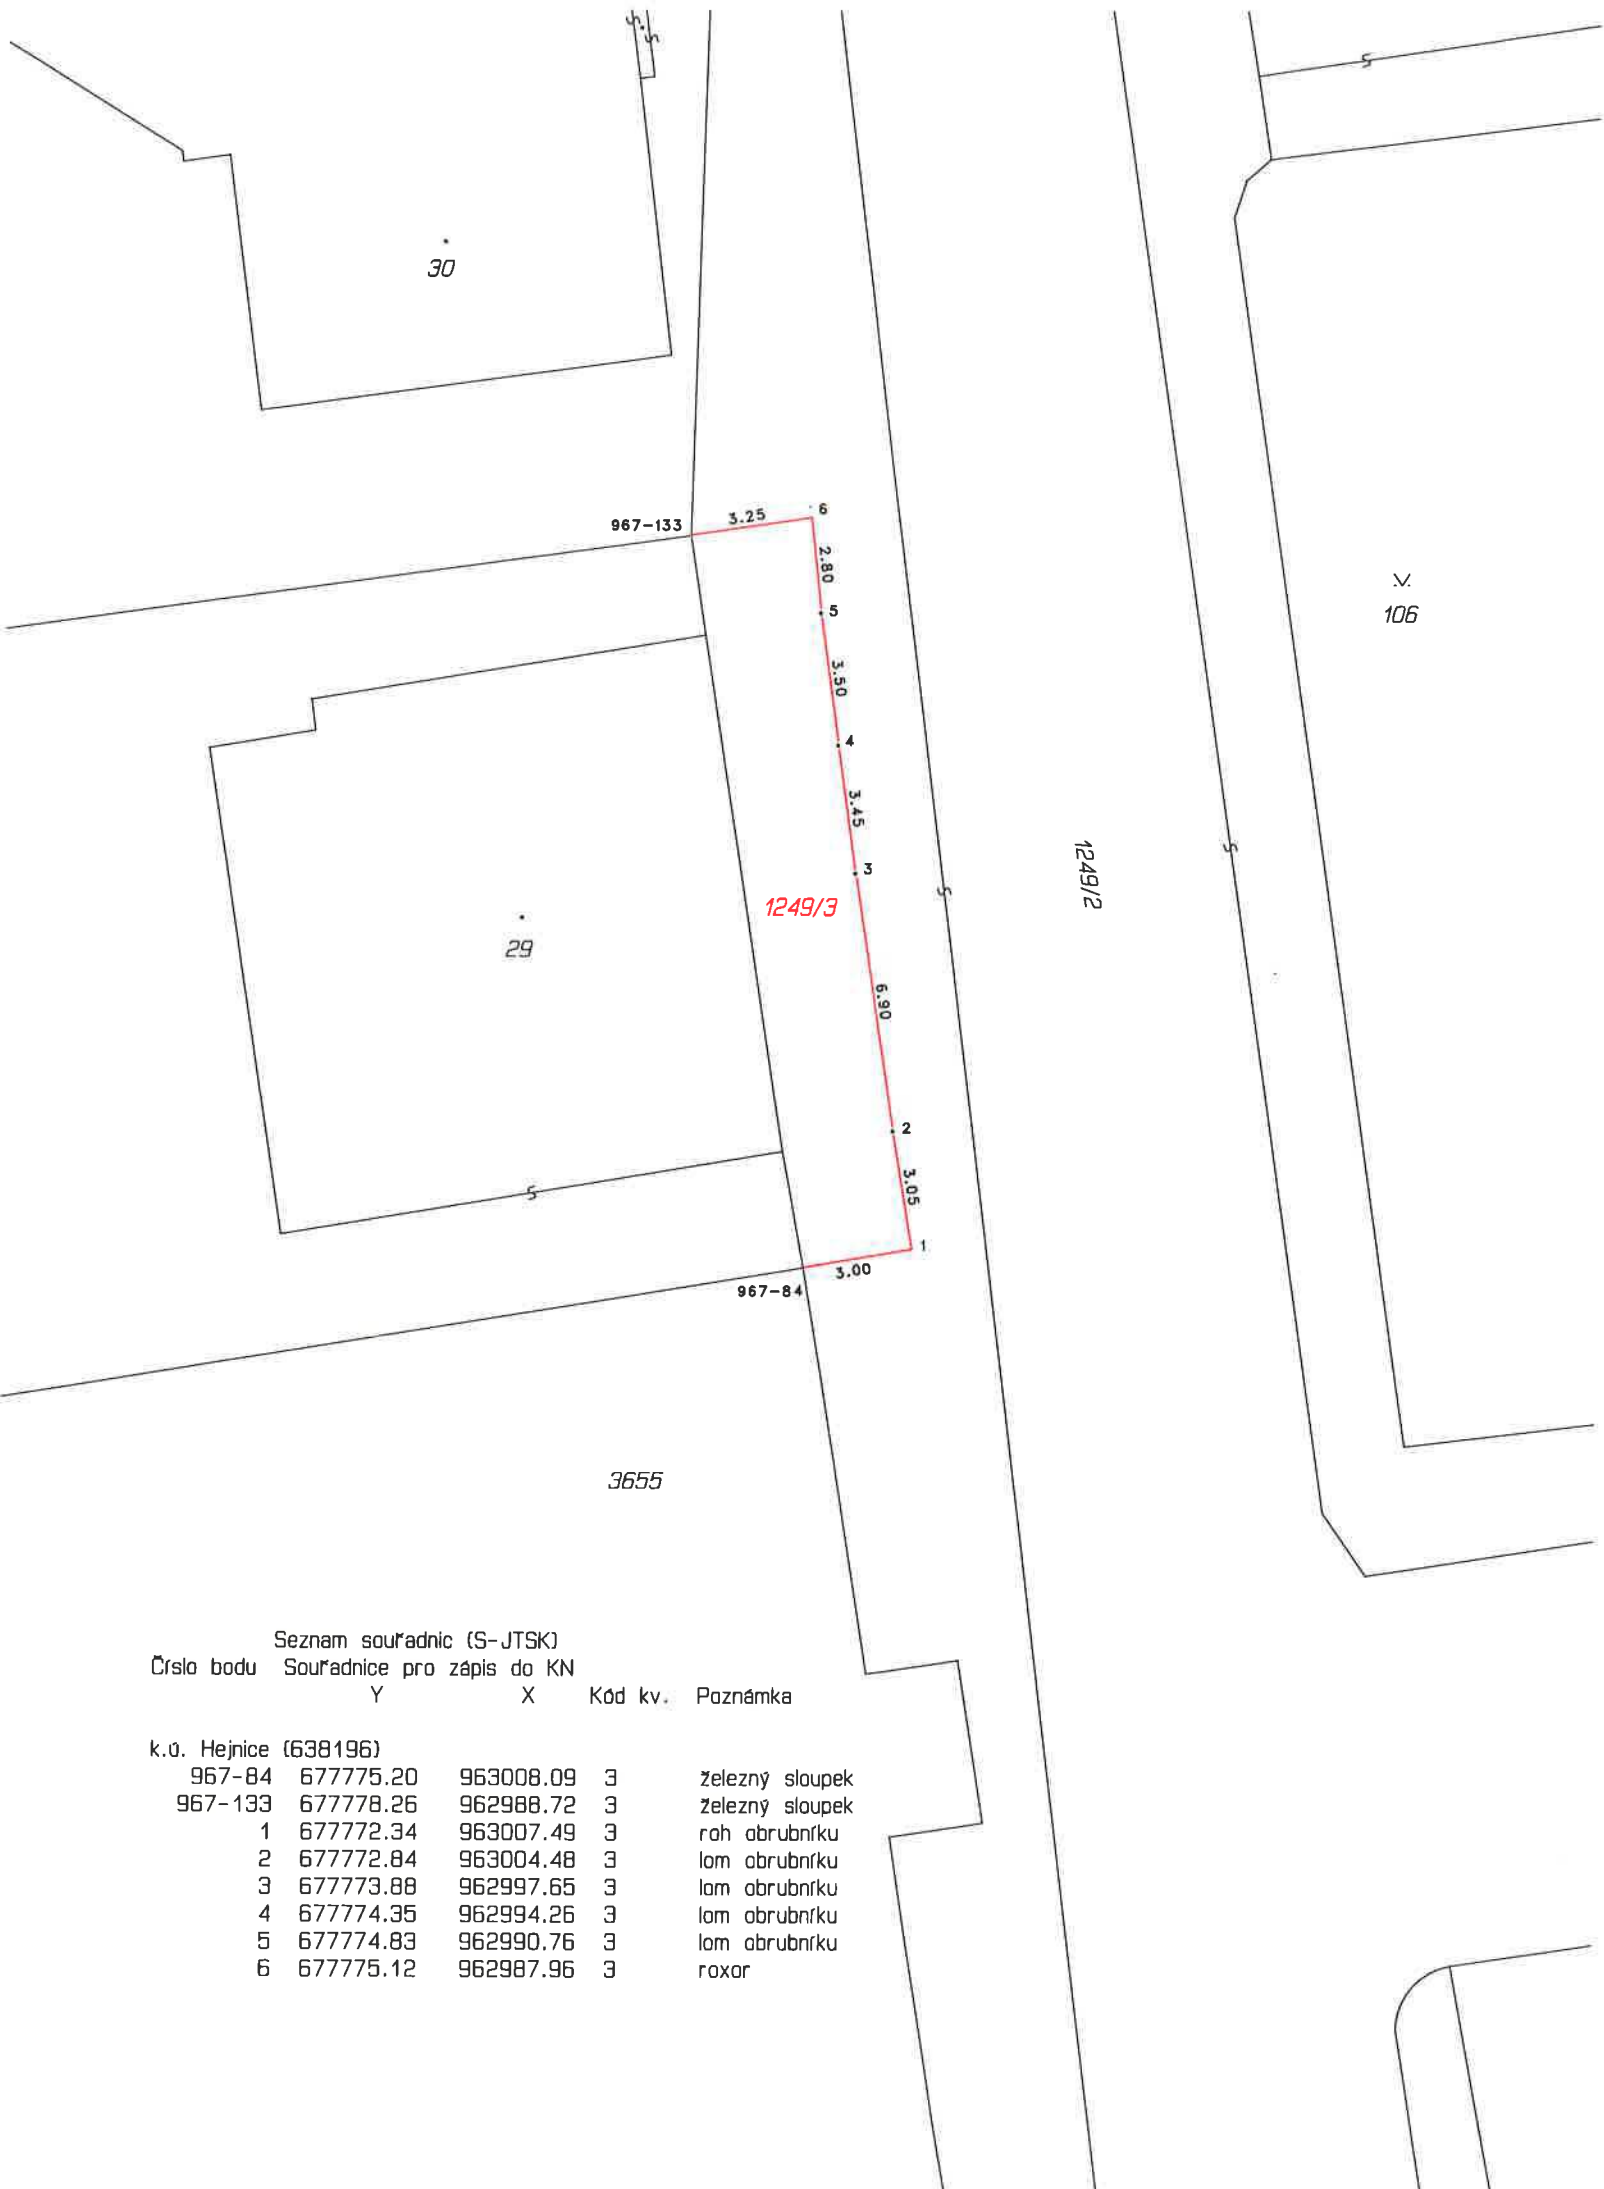 30
967-133
3.25
6
2.80
5
.V.
106
3.50
4
3.45
3
1249/3
1249/2
29
6.90
2
3.05
1
3.00
967-84
3655
Seznam souřadnic (S-JTSK)
Číslo bodu Souřadnice pro zápis do KN
Y X Kód kv. Poznámka
k.ú. Hejnice (638196)
967-84 677775.20 963008.09 3 železný sloupek
967-133 677778.26 962988.72 3 železný sloupek
1 677772.34 963007.49 3 roh obrubníku
2 677772.84 963004.48 3 lom obrubníku
3 677773.88 962997.65 3 lom obrubníku
4 677774.35 962994.26 3 lom obrubníku
5 677774.83 962990.76 3 lom obrubníku
6 677775.12 962987.96 3 roxor